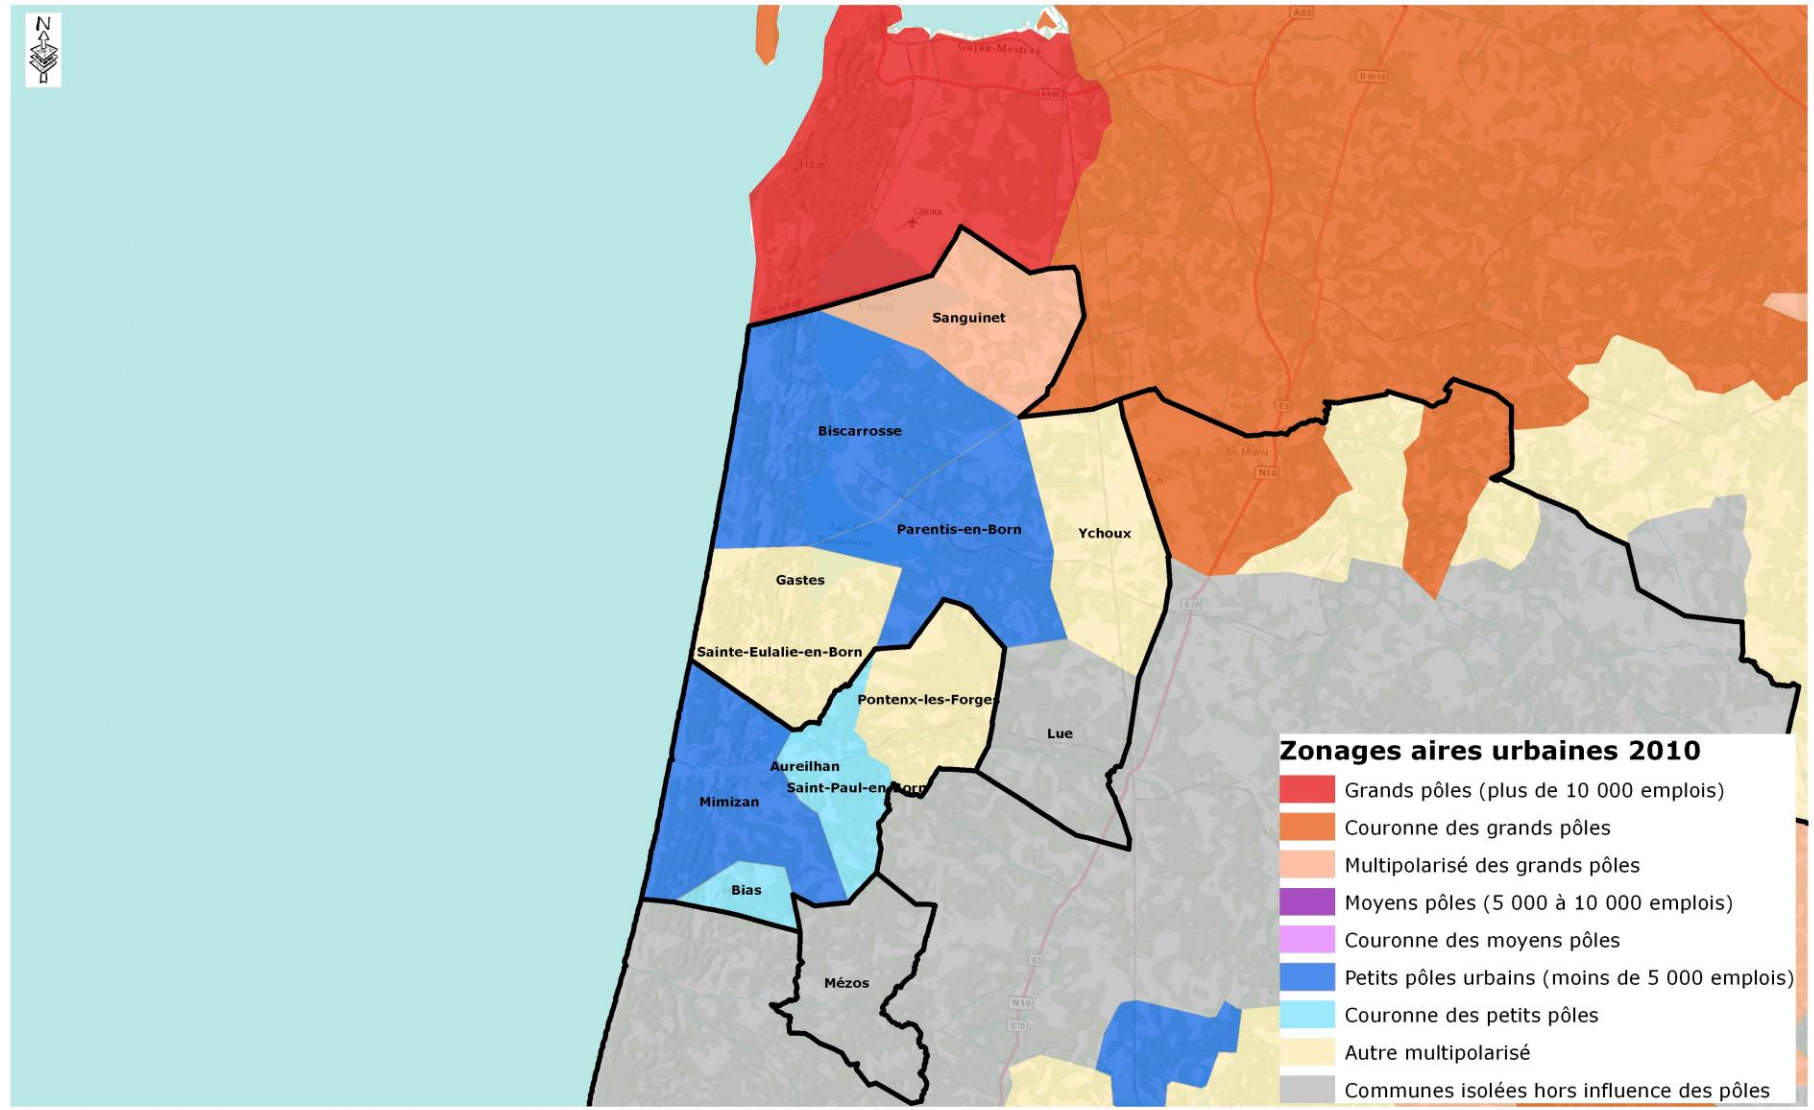 N
A63
Gujan-Mestras
D1010
A660
110 m
Cazaux
Sanguinet
Biscarrosse
E5
Le Muret
N10
Parentis-en-Born
Ychoux
Gastes
E70
Sainte-Eulalie-en-Born
Pontenx-les-Forges
Lue
Aureilhan
Saint-Paul-en-Born
Mimizan
Bias
E5
Mézos
N10
E70
Zonages aires urbaines 2010
Grands pôles (plus de 10 000 emplois)
Couronne des grands pôles
Multipolarisé des grands pôles
Moyens pôles (5 000 à 10 000 emplois)
Couronne des moyens pôles
Petits pôles urbains (moins de 5 000 emplois)
Couronne des petits pôles
Autre multipolarisé
Communes isolées hors influence des pôles